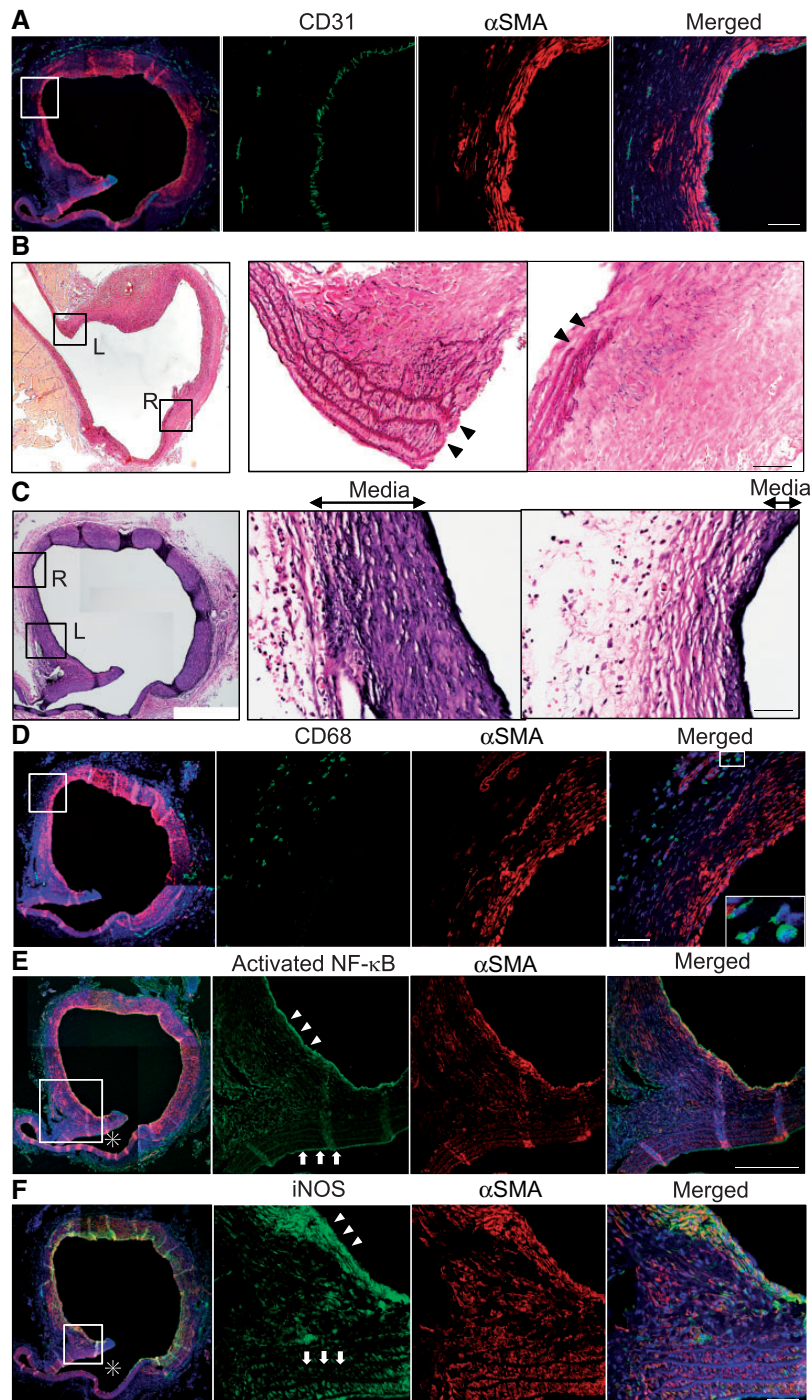 A
CD31 αSMA Merged
B
L
R
C
Media Media
R
L
D
CD68 αSMA Merged
E
Activated NF-κB αSMA Merged
F
iNOS αSMA Merged